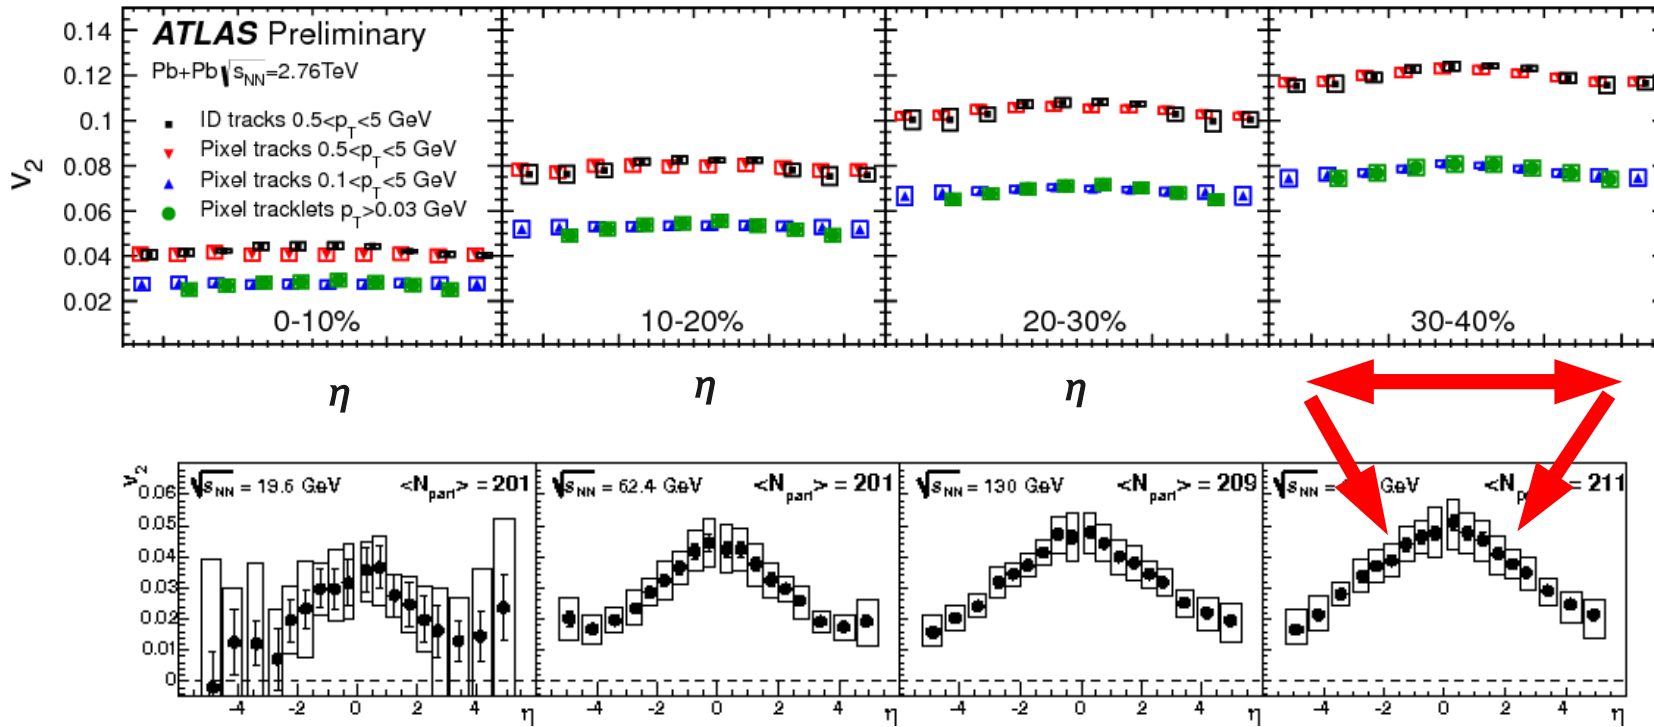 ATLAS Preliminary
Pb+Pb √sNN=2.76TeV
ID tracks 0.5<pT<5 GeV
Pixel tracks 0.5<pT<5 GeV
Pixel tracks 0.1<pT<5 GeV
Pixel tracklets pT>0.03 GeV
v2
0.14
0.12
0.1
0.08
0.06
0.04
0.02
0-10%
10-20%
20-30%
30-40%
η
η
η
v2
√sNN = 19.6 GeV <Npart> = 201
√sNN = 62.4 GeV <Npart> = 201
√sNN = 130 GeV <Npart> = 209
√sNN = GeV <Np = 211
0.06
0.05
0.04
0.03
0.02
0.01
0
-4 -2 0 2 4 η
-4 -2 0 2 4 η
-4 -2 0 2 4 η
-4 -2 0 2 4 η